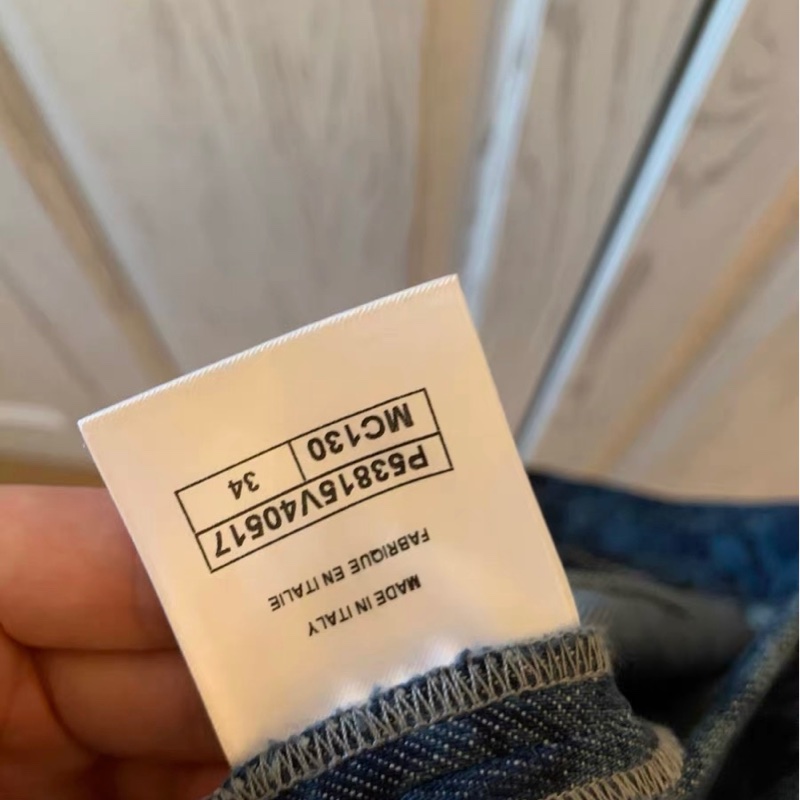 MADE IN ITALY
FABRIQUE EN ITALIE
P53815V40517
MC130 34